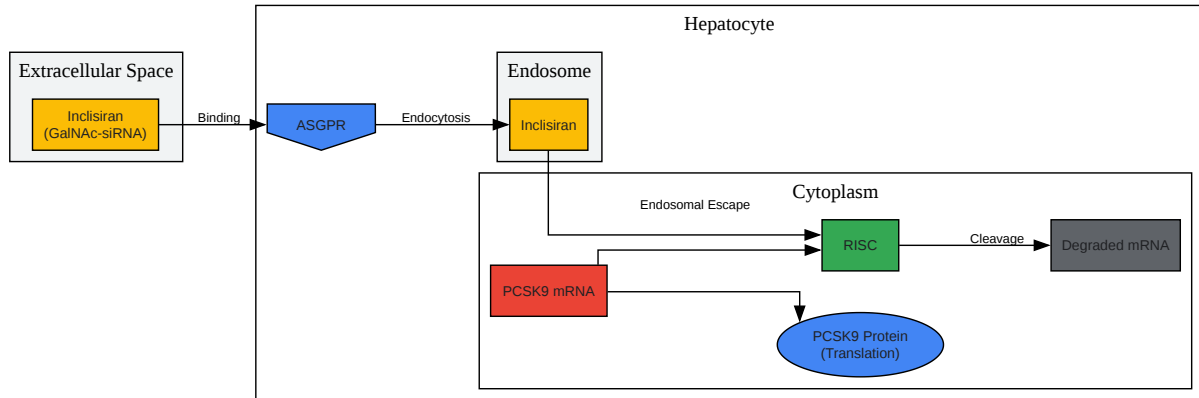 Hepatocyte
Extracellular Space
Endosome
Inclisiran
(GalNAc-siRNA)
Binding
ASGPR
Endocytosis
Inclisiran
Cytoplasm
Endosomal Escape
RISC
Cleavage
Degraded mRNA
PCSK9 mRNA
PCSK9 Protein
(Translation)